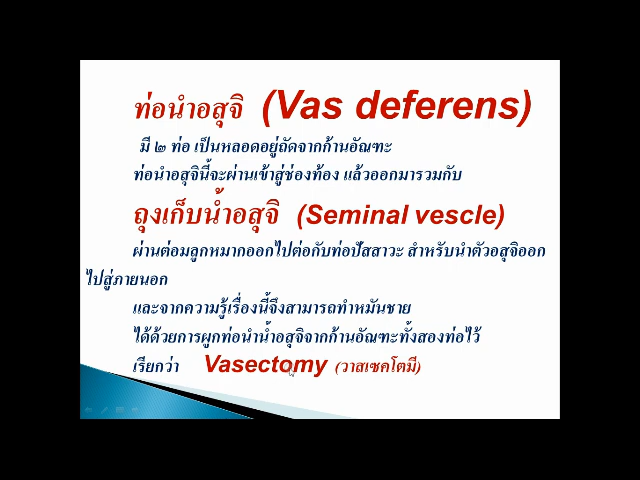 ท่อนำอสุจิ (Vas deferens)
มี ๒ ท่อ เป็นหลอดอยู่ถัดจากก้านอัณฑะ
ท่อนำอสุจินี้จะผ่านเข้าสู่ช่องท้อง แล้วออกมารวมกับ
ถุงเก็บน้ำอสุจิ (Seminal vescle)
ผ่านต่อมลูกหมากออกไปต่อกับท่อปัสสาวะ สำหรับนำตัวอสุจิออก
ไปสู่ภายนอก
และจากความรู้เรื่องนี้จึงสามารถทำหมันชาย
ได้ด้วยการผูกท่อนำน้ำอสุจิจากก้านอัณฑะทั้งสองท่อไว้
เรียกว่า Vasectomy (วาสเซคโตมี)